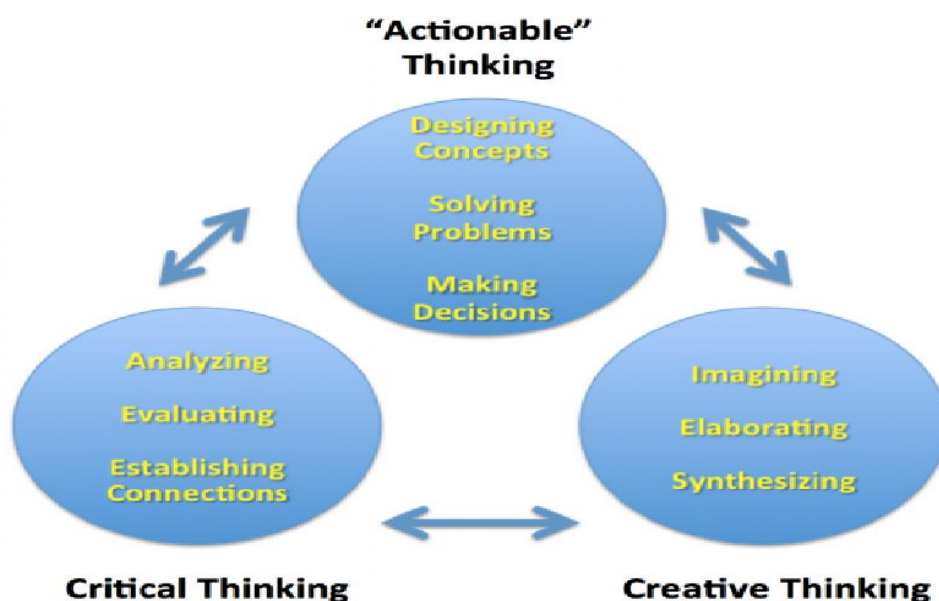 “Actionable”
Thinking
Designing
Concepts
Solving
Problems
Making
Decisions
Analyzing
Evaluating
Establishing
Connections
Imagining
Elaborating
Synthesizing
Critical Thinking
Creative Thinking